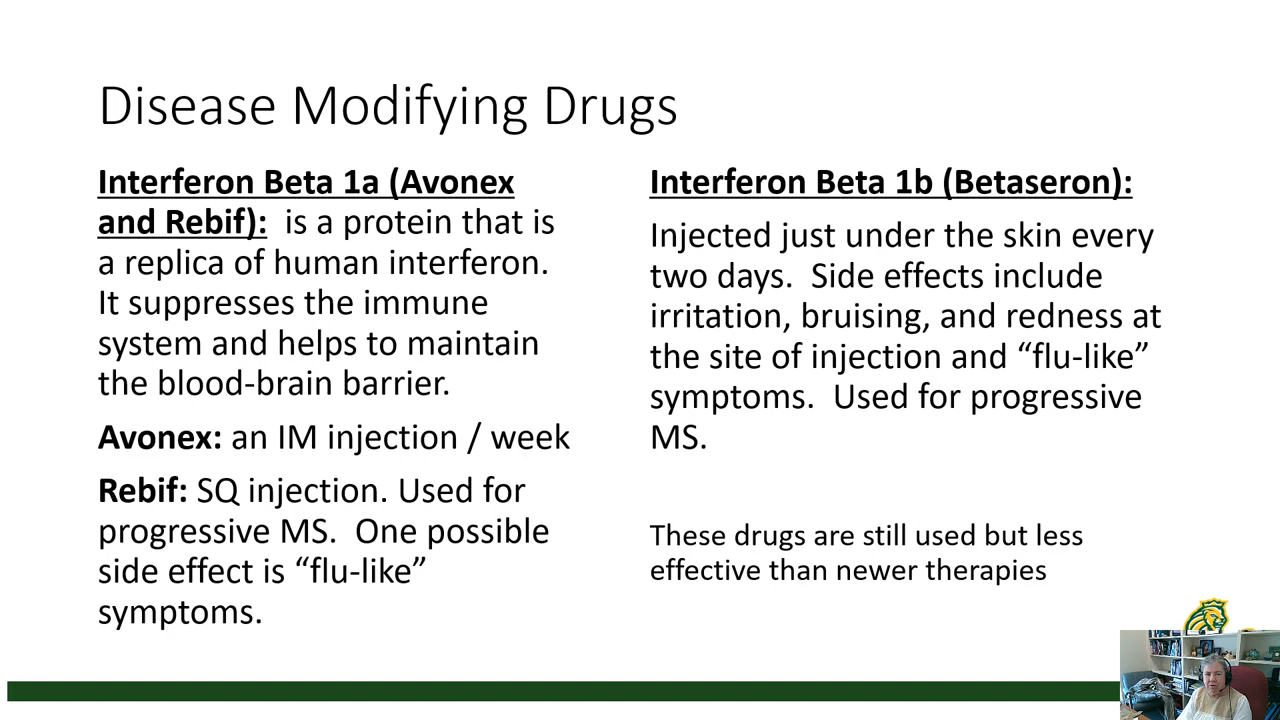 Disease Modifying Drugs
Interferon Beta 1a (Avonex
and Rebif):  is a protein that is
a replica of human interferon.
It suppresses the immune
system and helps to maintain
the blood-brain barrier.
Avonex: an IM injection / week
Rebif: SQ injection. Used for
progressive MS.  One possible
side effect is “flu-like”
symptoms.
Interferon Beta 1b (Betaseron):
Injected just under the skin every
two days.  Side effects include
irritation, bruising, and redness at
the site of injection and “flu-like”
symptoms.  Used for progressive
MS.
These drugs are still used but less
effective than newer therapies